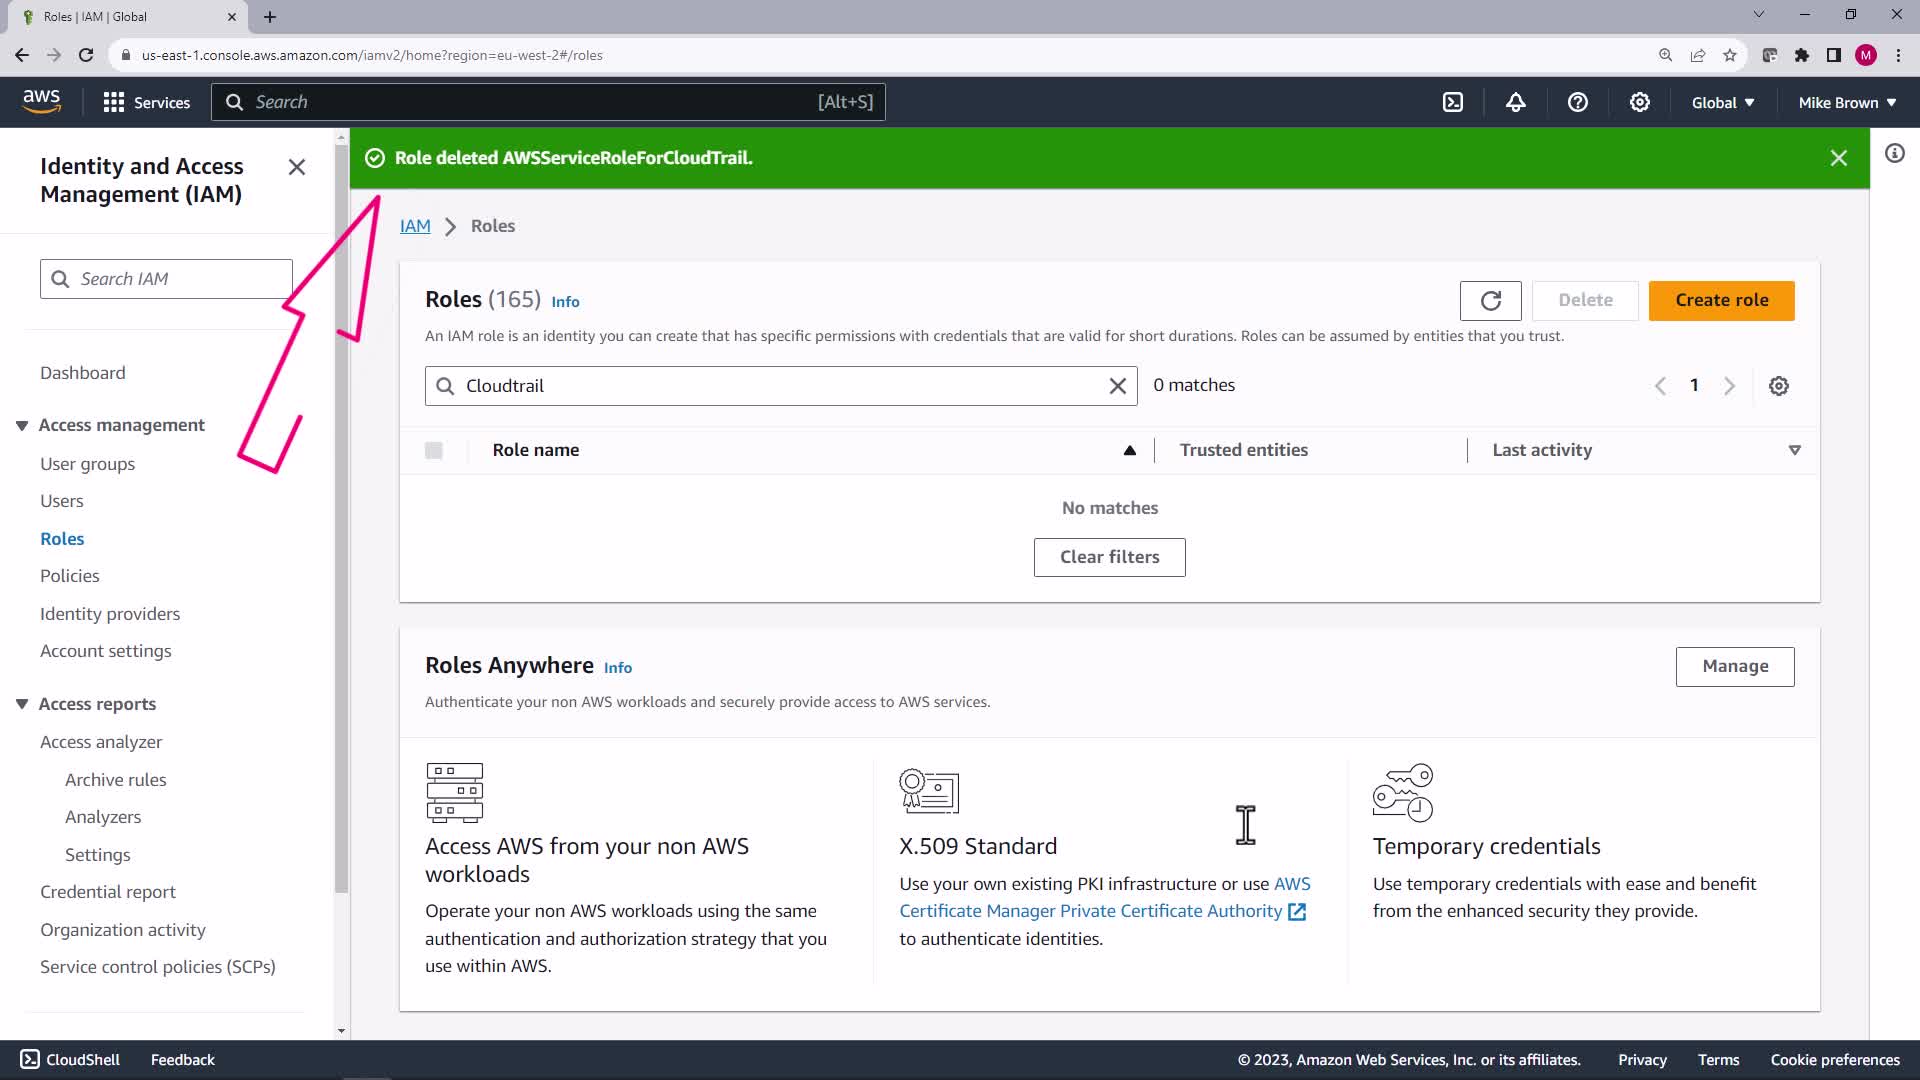 Roles | IAM | Global
us-east-1.console.aws.amazon.com/iamv2/home?region=eu-west-2#/roles
M
aws
Services
Search
[Alt+S]
Global
Mike Brown
Identity and Access
Management (IAM)
Search IAM
Dashboard
Access management
User groups
Users
Roles
Policies
Identity providers
Account settings
Access reports
Access analyzer
Archive rules
Analyzers
Settings
Credential report
Organization activity
Service control policies (SCPs)
Role deleted AWSServiceRoleForCloudTrail.
IAM > Roles
Roles (165) Info
Delete
Create role
An IAM role is an identity you can create that has specific permissions with credentials that are valid for short durations. Roles can be assumed by entities that you trust.
Cloudtrail
0 matches
1
Role name
Trusted entities
Last activity
No matches
Clear filters
Roles Anywhere Info
Manage
Authenticate your non AWS workloads and securely provide access to AWS services.
Access AWS from your non AWS
workloads
Operate your non AWS workloads using the same
authentication and authorization strategy that you
use within AWS.
X.509 Standard
Use your own existing PKI infrastructure or use AWS
Certificate Manager Private Certificate Authority
to authenticate identities.
Temporary credentials
Use temporary credentials with ease and benefit
from the enhanced security they provide.
CloudShell
Feedback
© 2023, Amazon Web Services, Inc. or its affiliates.
Privacy
Terms
Cookie preferences